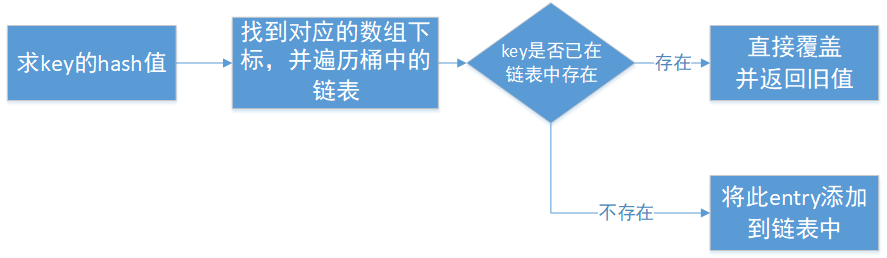 求key的hash值
找到对应的数组下
标，并遍历桶中的
链表
key是否已在
链表中存在
存在
直接覆盖
并返回旧值
不存在
将此entry添加
到链表中